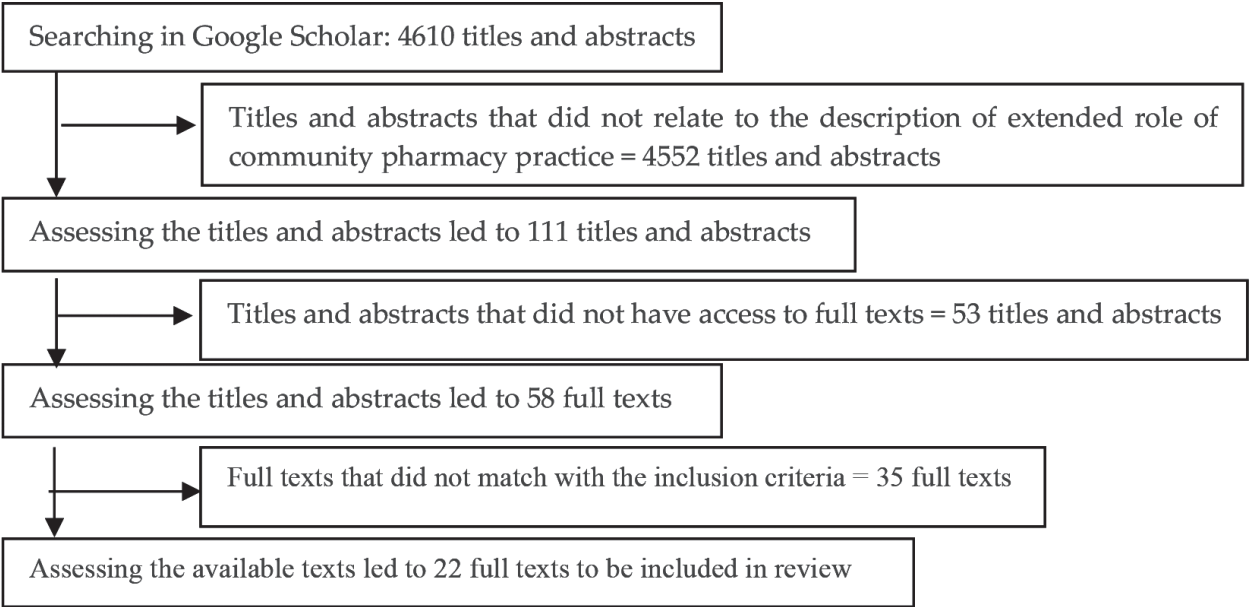 Searching in Google Scholar: 4610 titles and abstracts
Titles and abstracts that did not relate to the description of extended role of
community pharmacy practice = 4552 titles and abstracts
Assessing the titles and abstracts led to 111 titles and abstracts
Titles and abstracts that did not have access to full texts = 53 titles and abstracts
Assessing the titles and abstracts led to 58 full texts
Full texts that did not match with the inclusion criteria = 35 full texts
Assessing the available texts led to 22 full texts to be included in review